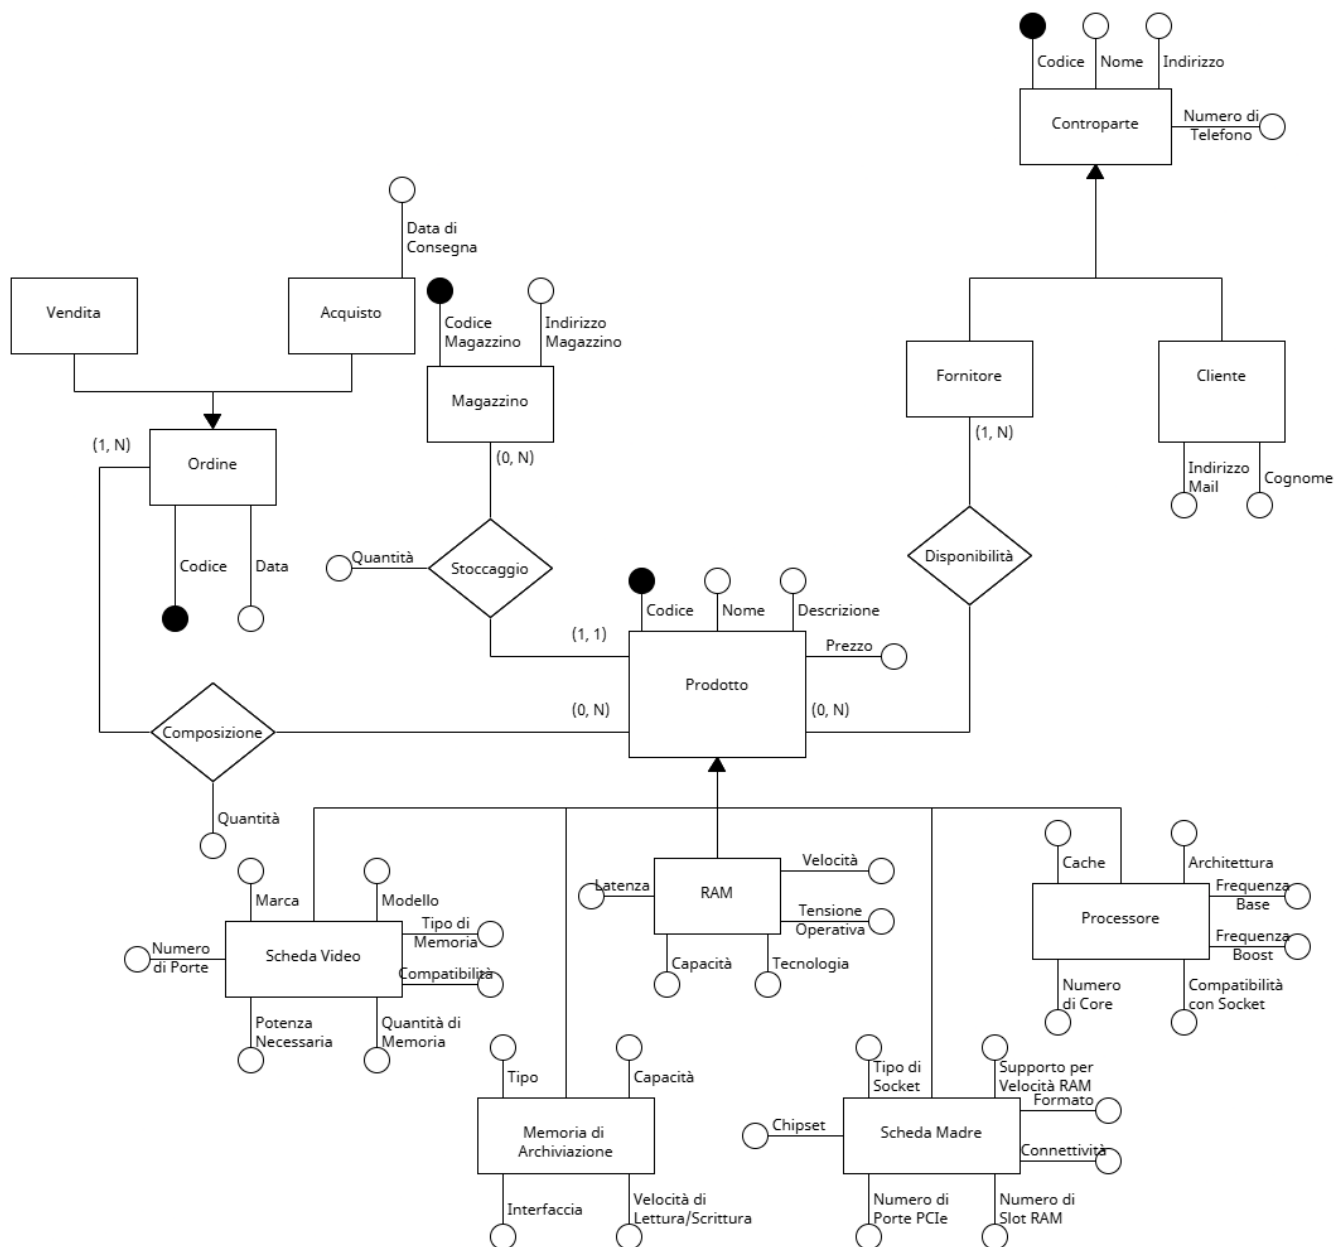 Codice
Nome
Indirizzo
Controparte
Numero di
Telefono
Data di
Consegna
Vendita
Acquisto
Codice
Magazzino
Indirizzo
Magazzino
Magazzino
Fornitore
Cliente
(1, N)
Ordine
(0, N)
(1, N)
Indirizzo
Mail
Cognome
Codice
Data
Quantità
Stoccaggio
Disponibilità
Codice
Nome
Descrizione
(1, 1)
Prezzo
Prodotto
(0, N)
(0, N)
Composizione
Quantità
Marca
Modello
Tipo di
Memoria
Numero
di Porte
Scheda Video
Compatibilità
Potenza
Necessaria
Quantità di
Memoria
Velocità
Latenza
RAM
Tensione
Operativa
Capacità
Tecnologia
Cache
Architettura
Frequenza
Base
Processore
Frequenza
Boost
Numero
di Core
Compatibilità
con Socket
Tipo
Capacità
Memoria di
Archiviazione
Interfaccia
Velocità di
Lettura/Scrittura
Tipo di
Socket
Supporto per
Velocità RAM
Formato
Chipset
Scheda Madre
Connettività
Numero di
Porte PCIe
Numero di
Slot RAM